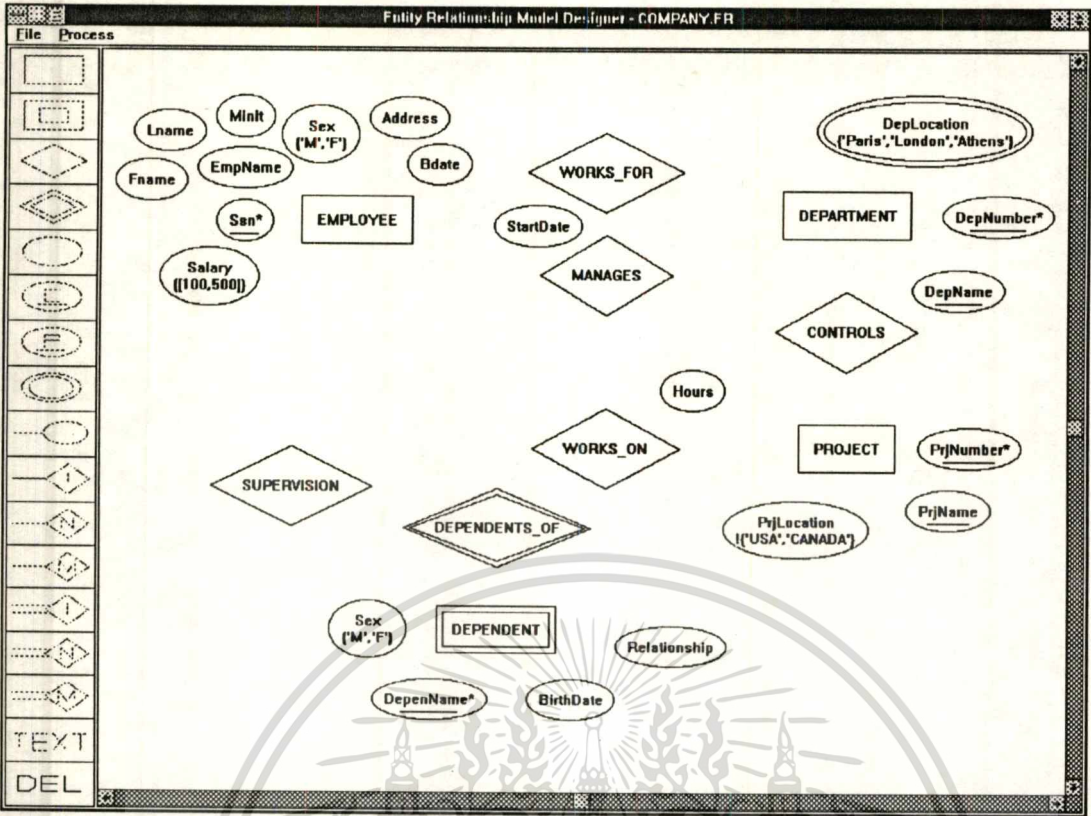 Entity Relationship Model Designer - COMPANY.ER
File Process
Lname
MinIt
Sex
('M','F')
Address
DepLocation
('Paris','London','Athens')
Fname
EmpName
Bdate
WORKS_FOR
Ssn*
EMPLOYEE
StartDate
DEPARTMENT
DepNumber*
Salary
([100,500])
MANAGES
DepName
CONTROLS
Hours
WORKS_ON
PROJECT
PrjNumber*
SUPERVISION
DEPENDENTS_OF
PrjLocation
!('USA','CANADA')
PrjName
Sex
('M','F')
DEPENDENT
Relationship
DepenName*
BirthDate
C
E
1
N
M
1
N
M
TEXT
DEL